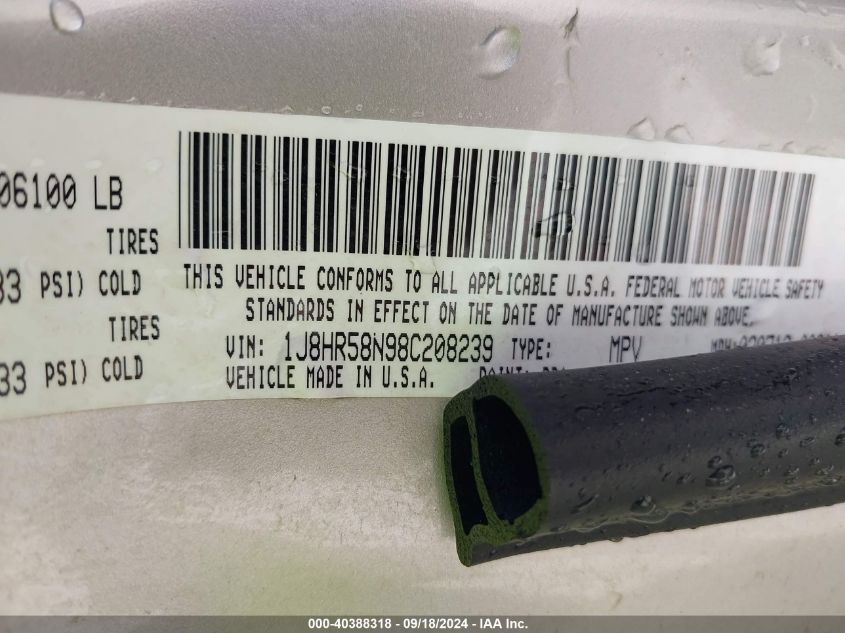 06100 LB
TIRES
33 PSI) COLD
TIRES
33 PSI) COLD
THIS VEHICLE CONFORMS TO ALL APPLICABLE U.S.A. FEDERAL MOTOR VEHICLE SAFETY
STANDARDS IN EFFECT ON THE DATE OF MANUFACTURE SHOWN ABOVE.
VIN: 1J8HR58N98C208239 TYPE: MPV
VEHICLE MADE IN U.S.A.
000-40388318 - 09/18/2024 - IAA Inc.